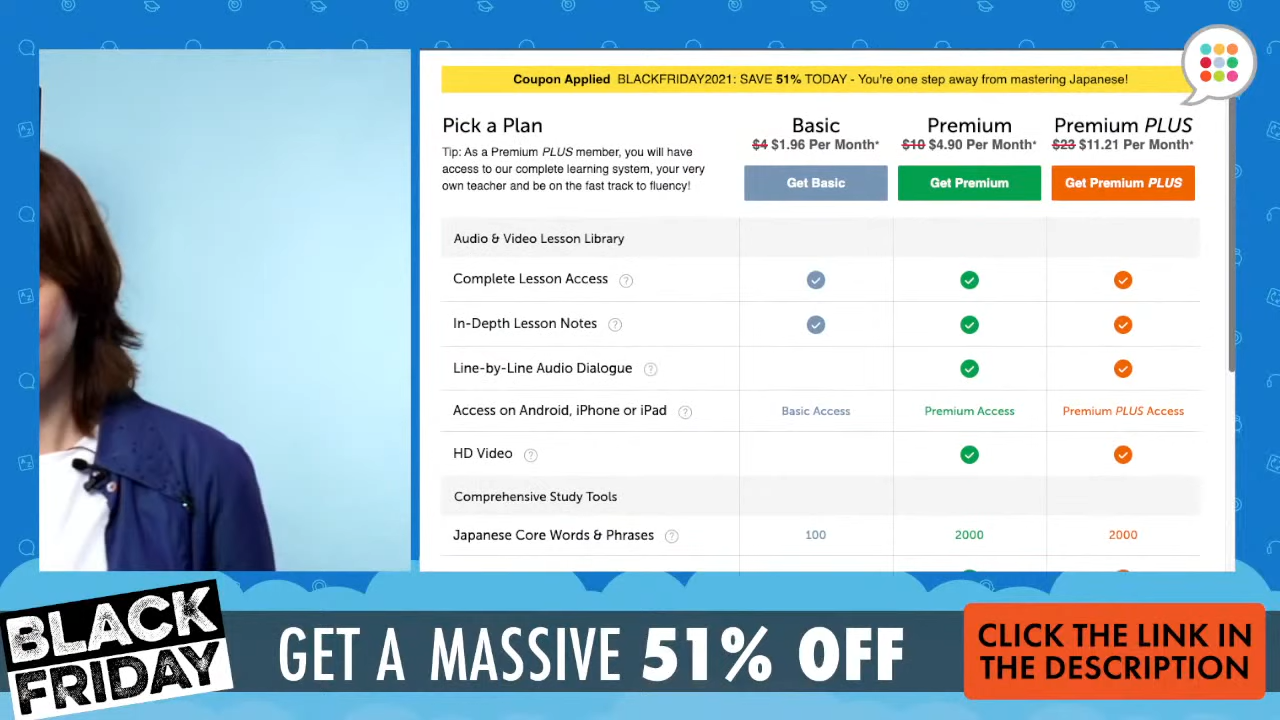 Coupon Applied BLACKFRIDAY2021: SAVE 51% TODAY - You're one step away from mastering Japanese!
Pick a Plan
Tip: As a Premium PLUS member, you will have
access to our complete learning system, your very
own teacher and be on the fast track to fluency!
Basic
$4 $1.96 Per Month*
Get Basic
Premium
$10 $4.90 Per Month*
Get Premium
Premium PLUS
$23 $11.21 Per Month*
Get Premium PLUS
Audio & Video Lesson Library
Complete Lesson Access ?
In-Depth Lesson Notes ?
Line-by-Line Audio Dialogue ?
Access on Android, iPhone or iPad ? Basic Access Premium Access Premium PLUS Access
HD Video ?
Comprehensive Study Tools
Japanese Core Words & Phrases ? 100 2000 2000
BLACK
FRIDAY
GET A MASSIVE 51% OFF
CLICK THE LINK IN
THE DESCRIPTION